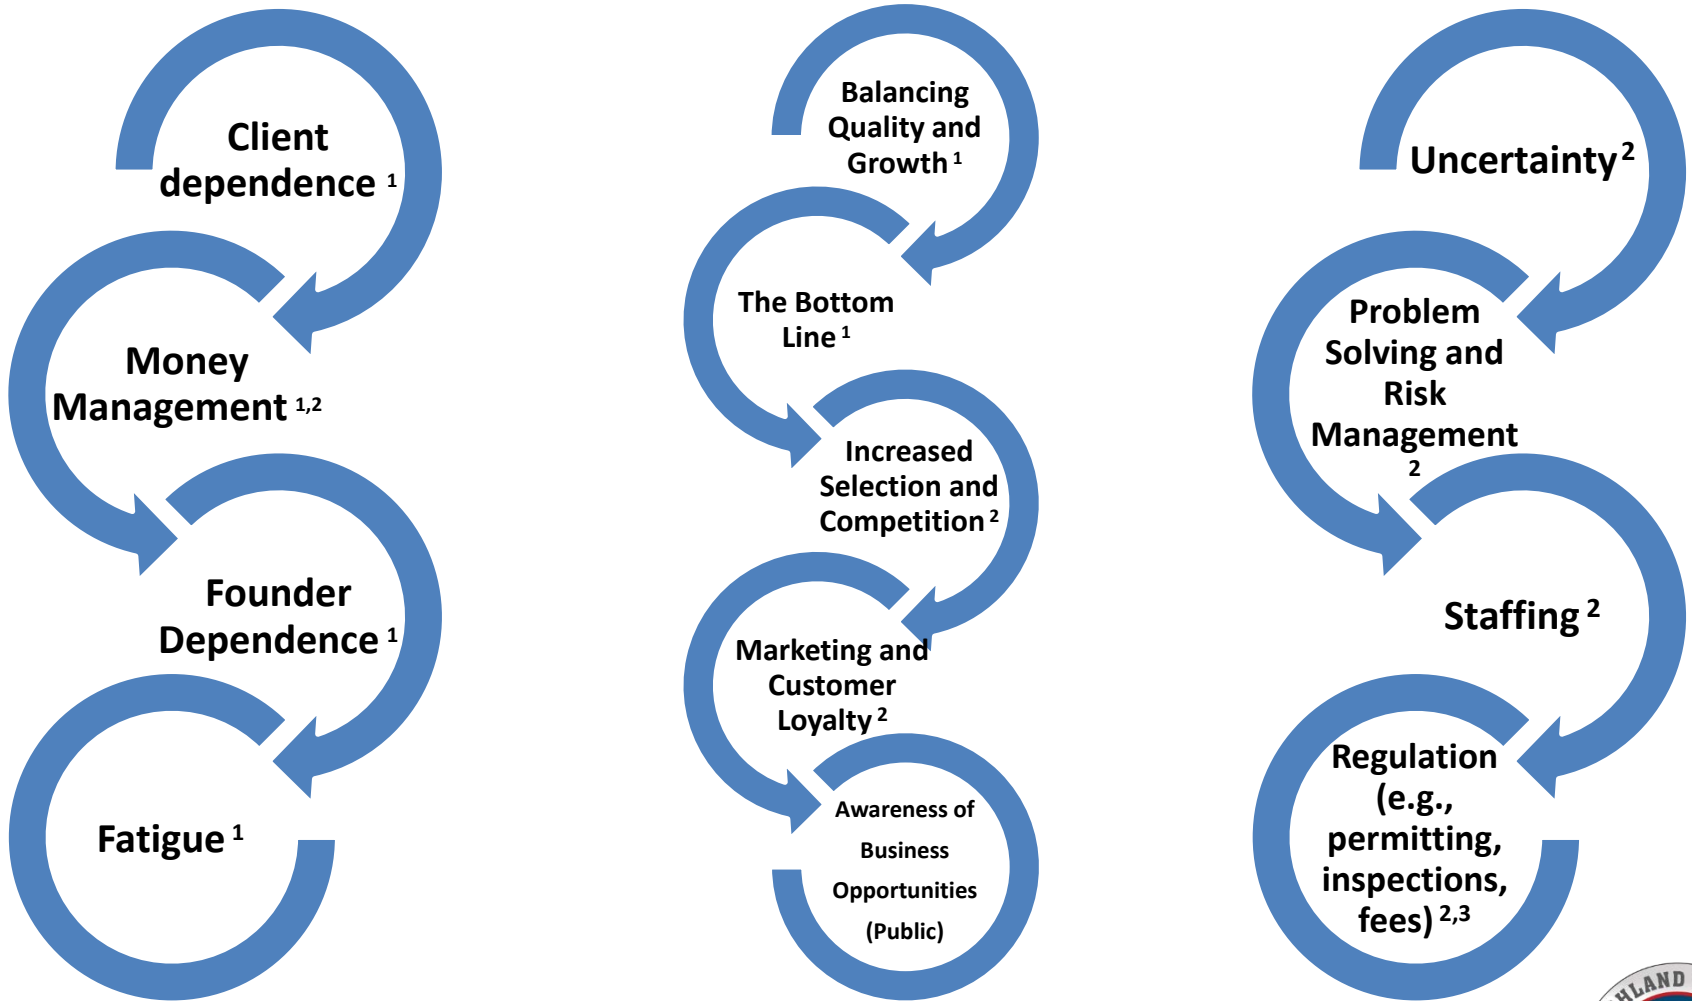 Client
dependence 1
Money
Management 1,2
Founder
Dependence 1
Fatigue 1
Balancing
Quality and
Growth 1
The Bottom
Line 1
Increased
Selection and
Competition 2
Marketing and
Customer
Loyalty 2
Awareness of
Business
Opportunities
(Public)
Uncertainty 2
Problem
Solving and
Risk
Management
2
Staffing 2
Regulation
(e.g.,
permitting,
inspections,
fees) 2,3
HLAND